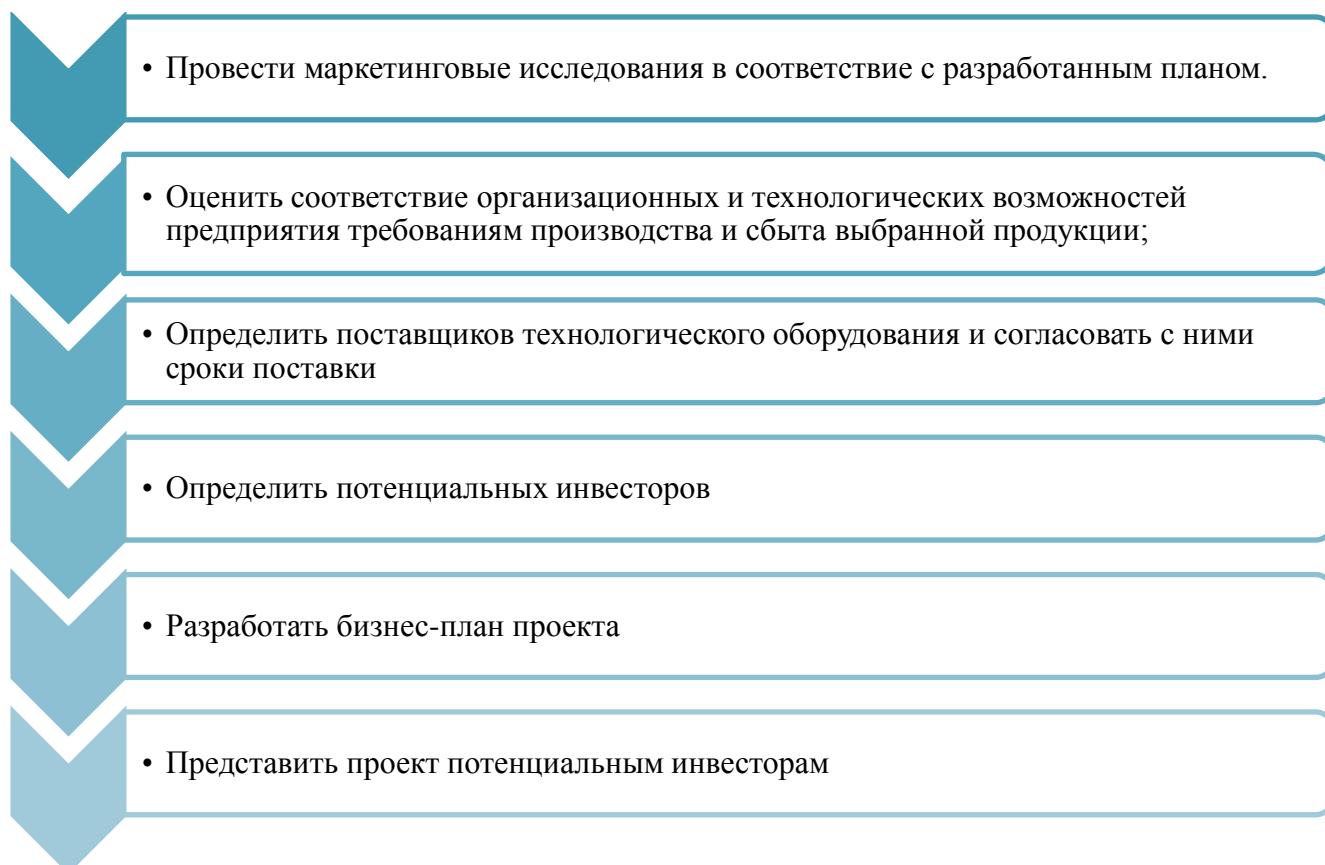 • Провести маркетинговые исследования в соответствие с разработанным планом.
• Оценить соответствие организационных и технологических возможностей
предприятия требованиям производства и сбыта выбранной продукции;
• Определить поставщиков технологического оборудования и согласовать с ними
сроки поставки
• Определить потенциальных инвесторов
• Разработать бизнес-план проекта
• Представить проект потенциальным инвесторам